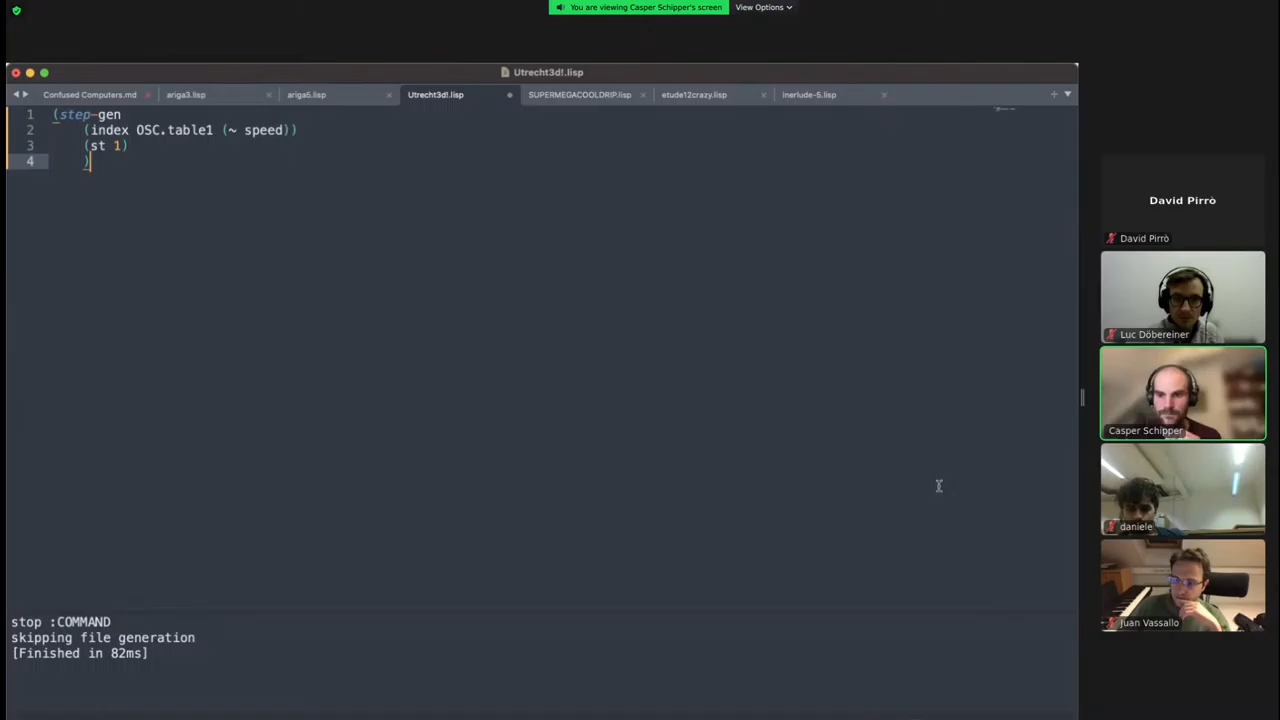 You are viewing Casper Schipper's screen
View Options
Utrecht3d!.lisp
Confused Computers.md
ariga3.lisp
ariga5.lisp
Utrecht3d!.lisp
SUPERMEGACOOLDRIP.lisp
etude12crazy.lisp
inerlude-5.lisp
1 (step-gen
2 (index OSC.table1 (~ speed))
3 (st 1)
4 )
stop :COMMAND
skipping file generation
[Finished in 82ms]
David Pirrò
David Pirrò
Luc Döbereiner
Casper Schipper
daniele
Juan Vassallo